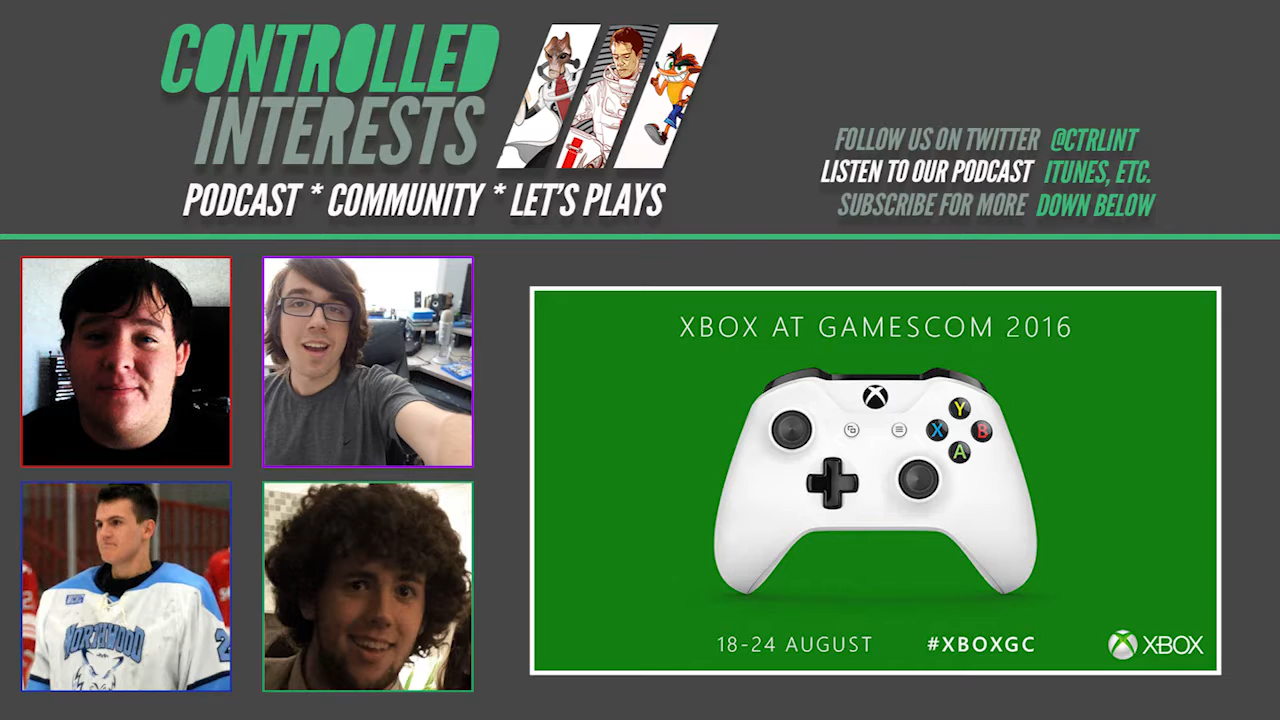 CONTROLLED
INTERESTS
PODCAST * COMMUNITY * LET'S PLAYS
FOLLOW US ON TWITTER @CTRLINT
LISTEN TO OUR PODCAST ITUNES, ETC.
SUBSCRIBE FOR MORE DOWN BELOW
XBOX AT GAMESCOM 2016
Y
X B
A
18-24 AUGUST #XBOXGC XBOX
NORTHWOOD
2